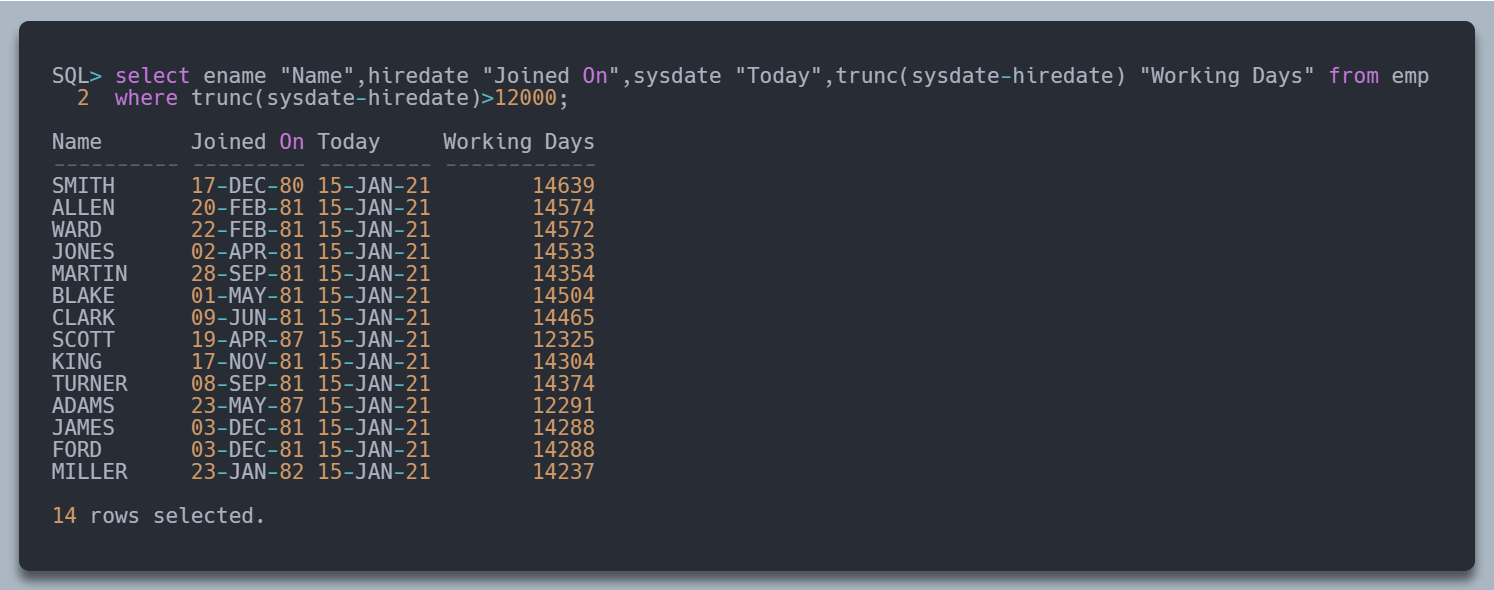 SQL> select ename "Name",hiredate "Joined On",sysdate "Today",trunc(sysdate-hiredate) "Working Days" from emp
  2  where trunc(sysdate-hiredate)>12000;

Name       Joined On Today     Working Days
---------- --------- --------- ------------
SMITH      17-DEC-80 15-JAN-21        14639
ALLEN      20-FEB-81 15-JAN-21        14574
WARD       22-FEB-81 15-JAN-21        14572
JONES      02-APR-81 15-JAN-21        14533
MARTIN     28-SEP-81 15-JAN-21        14354
BLAKE      01-MAY-81 15-JAN-21        14504
CLARK      09-JUN-81 15-JAN-21        14465
SCOTT      19-APR-87 15-JAN-21        12325
KING       17-NOV-81 15-JAN-21        14304
TURNER     08-SEP-81 15-JAN-21        14374
ADAMS      23-MAY-87 15-JAN-21        12291
JAMES      03-DEC-81 15-JAN-21        14288
FORD       03-DEC-81 15-JAN-21        14288
MILLER     23-JAN-82 15-JAN-21        14237

14 rows selected.